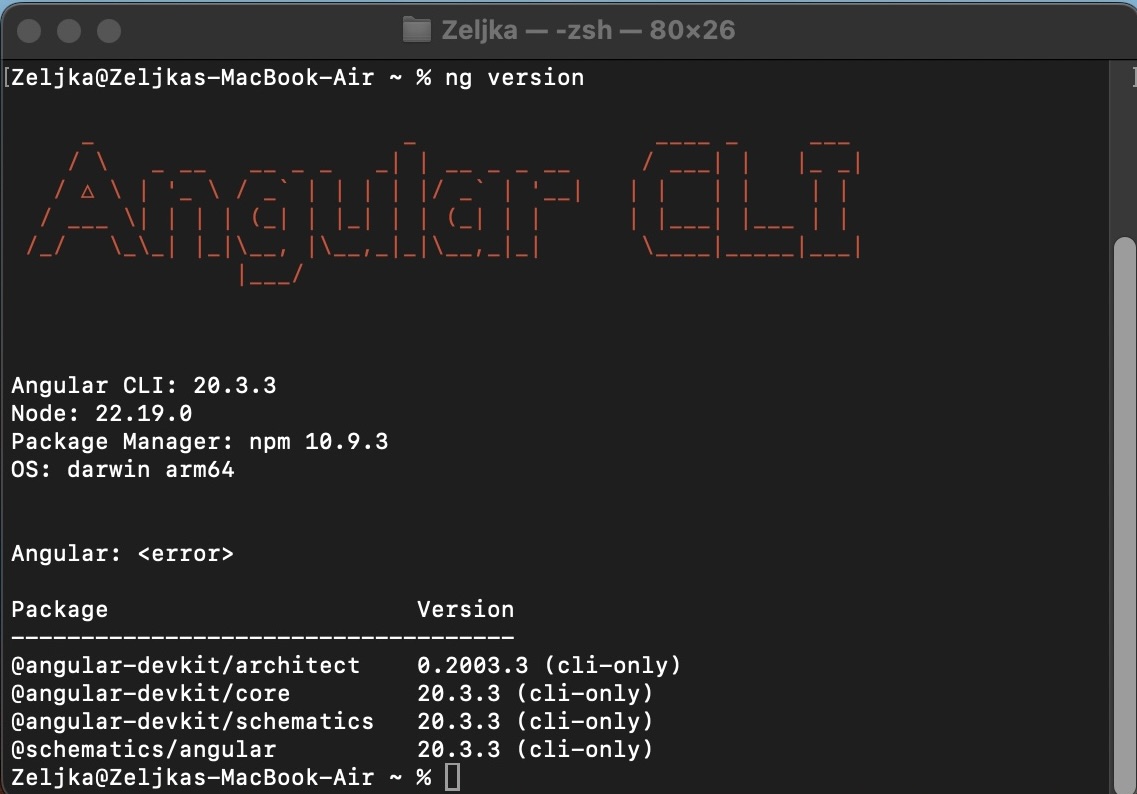 Zeljka — -zsh — 80×26
[Zeljka@Zeljkas-MacBook-Air ~ % ng version ]
Angular CLI
Angular CLI: 20.3.3
Node: 22.19.0
Package Manager: npm 10.9.3
OS: darwin arm64
Angular: <error>
Package Version
------------------------------------
@angular-devkit/architect 0.2003.3 (cli-only)
@angular-devkit/core 20.3.3 (cli-only)
@angular-devkit/schematics 20.3.3 (cli-only)
@schematics/angular 20.3.3 (cli-only)
Zeljka@Zeljkas-MacBook-Air ~ %